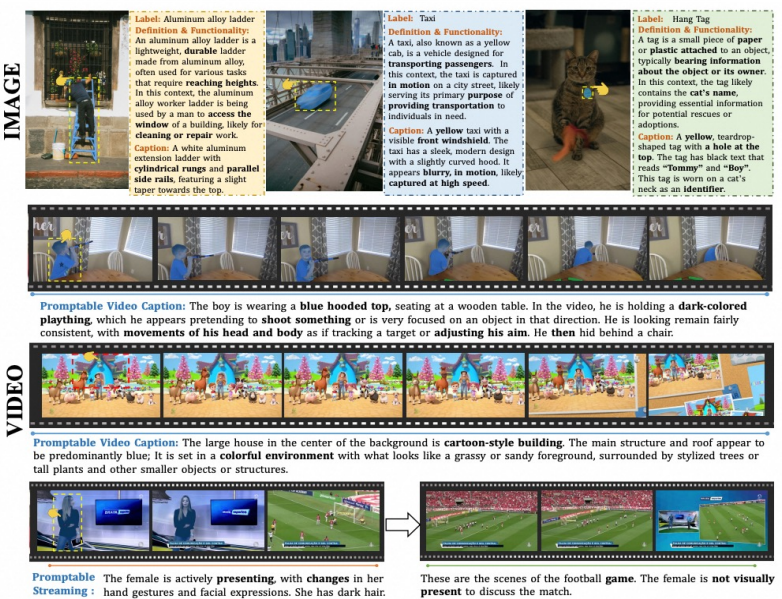 IMAGE
Label: Aluminum alloy ladder
Definition & Functionality:
An aluminum alloy ladder is a
lightweight, durable ladder
made from aluminum alloy,
often used for various tasks
that require reaching heights.
In this context, the aluminum
alloy worker ladder is being
used by a man to access the
window of a building, likely for
cleaning or repair work.
Caption: A white aluminum
extension ladder with
cylindrical rungs and parallel
side rails, featuring a slight
taper towards the top.
Label: Taxi
Definition & Functionality:
A taxi, also known as a yellow
cab, is a vehicle designed for
transporting passengers. In
this context, the taxi is captured
in motion on a city street, likely
serving its primary purpose of
providing transportation to
individuals in need.
Caption: A yellow taxi with a
visible front windshield. The
taxi has a sleek, modern design
with a slightly curved hood. It
appears blurry, in motion, likely
captured at high speed.
Label: Hang Tag
Definition & Functionality:
A tag is a small piece of paper
or plastic attached to an object,
typically bearing information
about the object or its owner.
In this context, the tag likely
contains the cat's name,
providing essential information
for potential rescues or
adoptions.
Caption: A yellow, teardrop-
shaped tag with a hole at the
top. The tag has black text that
reads “Tommy” and “Boy”.
This tag is worn on a cat's
neck as an identifier.
VIDEO
Promptable Video Caption: The boy is wearing a blue hooded top, seating at a wooden table. In the video, he is holding a dark-colored
plaything, which he appears pretending to shoot something or is very focused on an object in that direction. He is looking remain fairly
consistent, with movements of his head and body as if tracking a target or adjusting his aim. He then hid behind a chair.
Promptable Video Caption: The large house in the center of the background is cartoon-style building. The main structure and roof appear to
be predominantly blue; It is set in a colorful environment with what looks like a grassy or sandy foreground, surrounded by stylized trees or
tall plants and other smaller objects or structures.
Promptable Streaming :
The female is actively presenting, with changes in her
hand gestures and facial expressions. She has dark hair.
These are the scenes of the football game. The female is not visually
present to discuss the match.